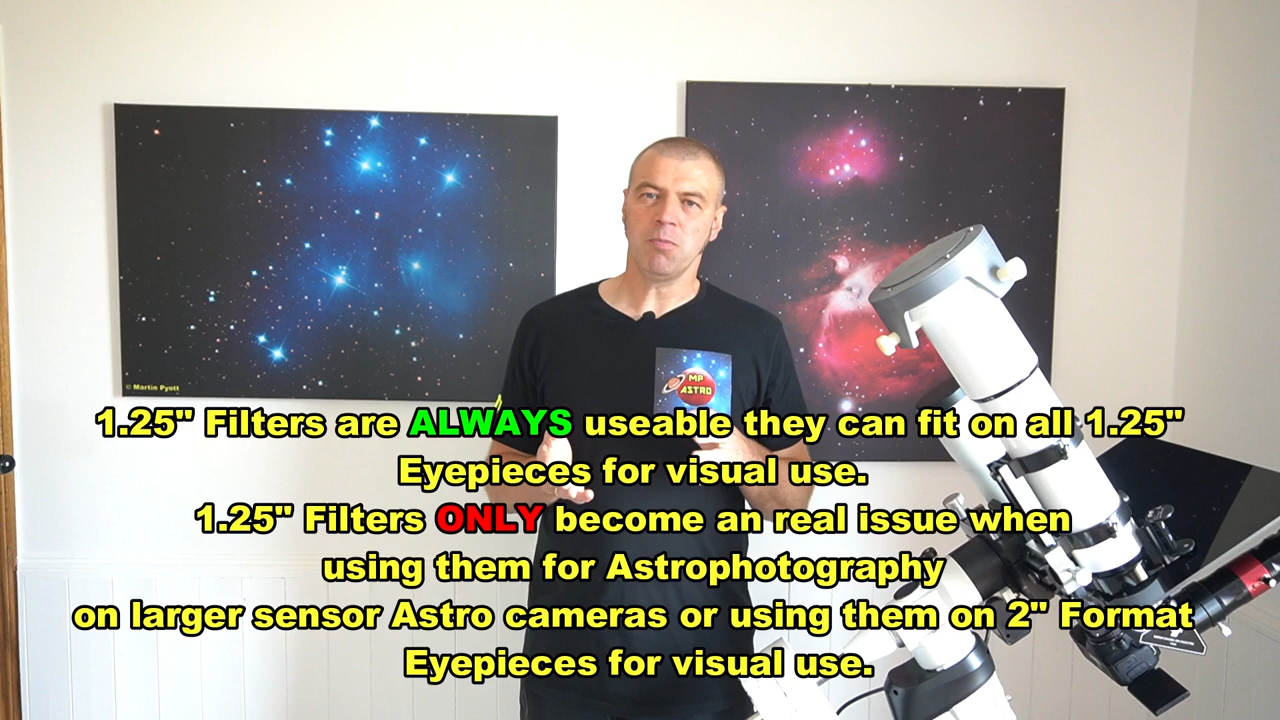 © Martin Pyott
MP
ASTRO
1.25" Filters are ALWAYS useable they can fit on all 1.25"
Eyepieces for visual use.
1.25" Filters ONLY become an real issue when
using them for Astrophotography
on larger sensor Astro cameras or using them on 2" Format
Eyepieces for visual use.